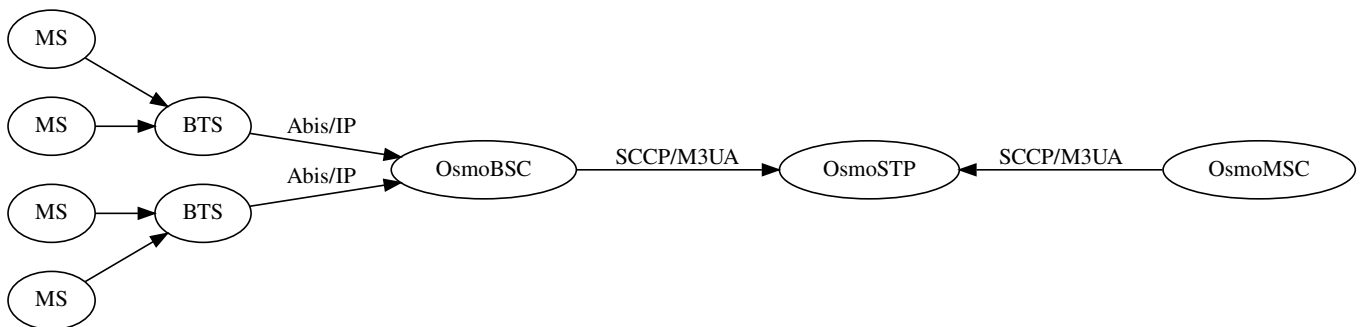 MS
MS
BTS
Abis/IP
OsmoBSC
SCCP/M3UA
OsmoSTP
SCCP/M3UA
OsmoMSC
Abis/IP
MS
BTS
MS